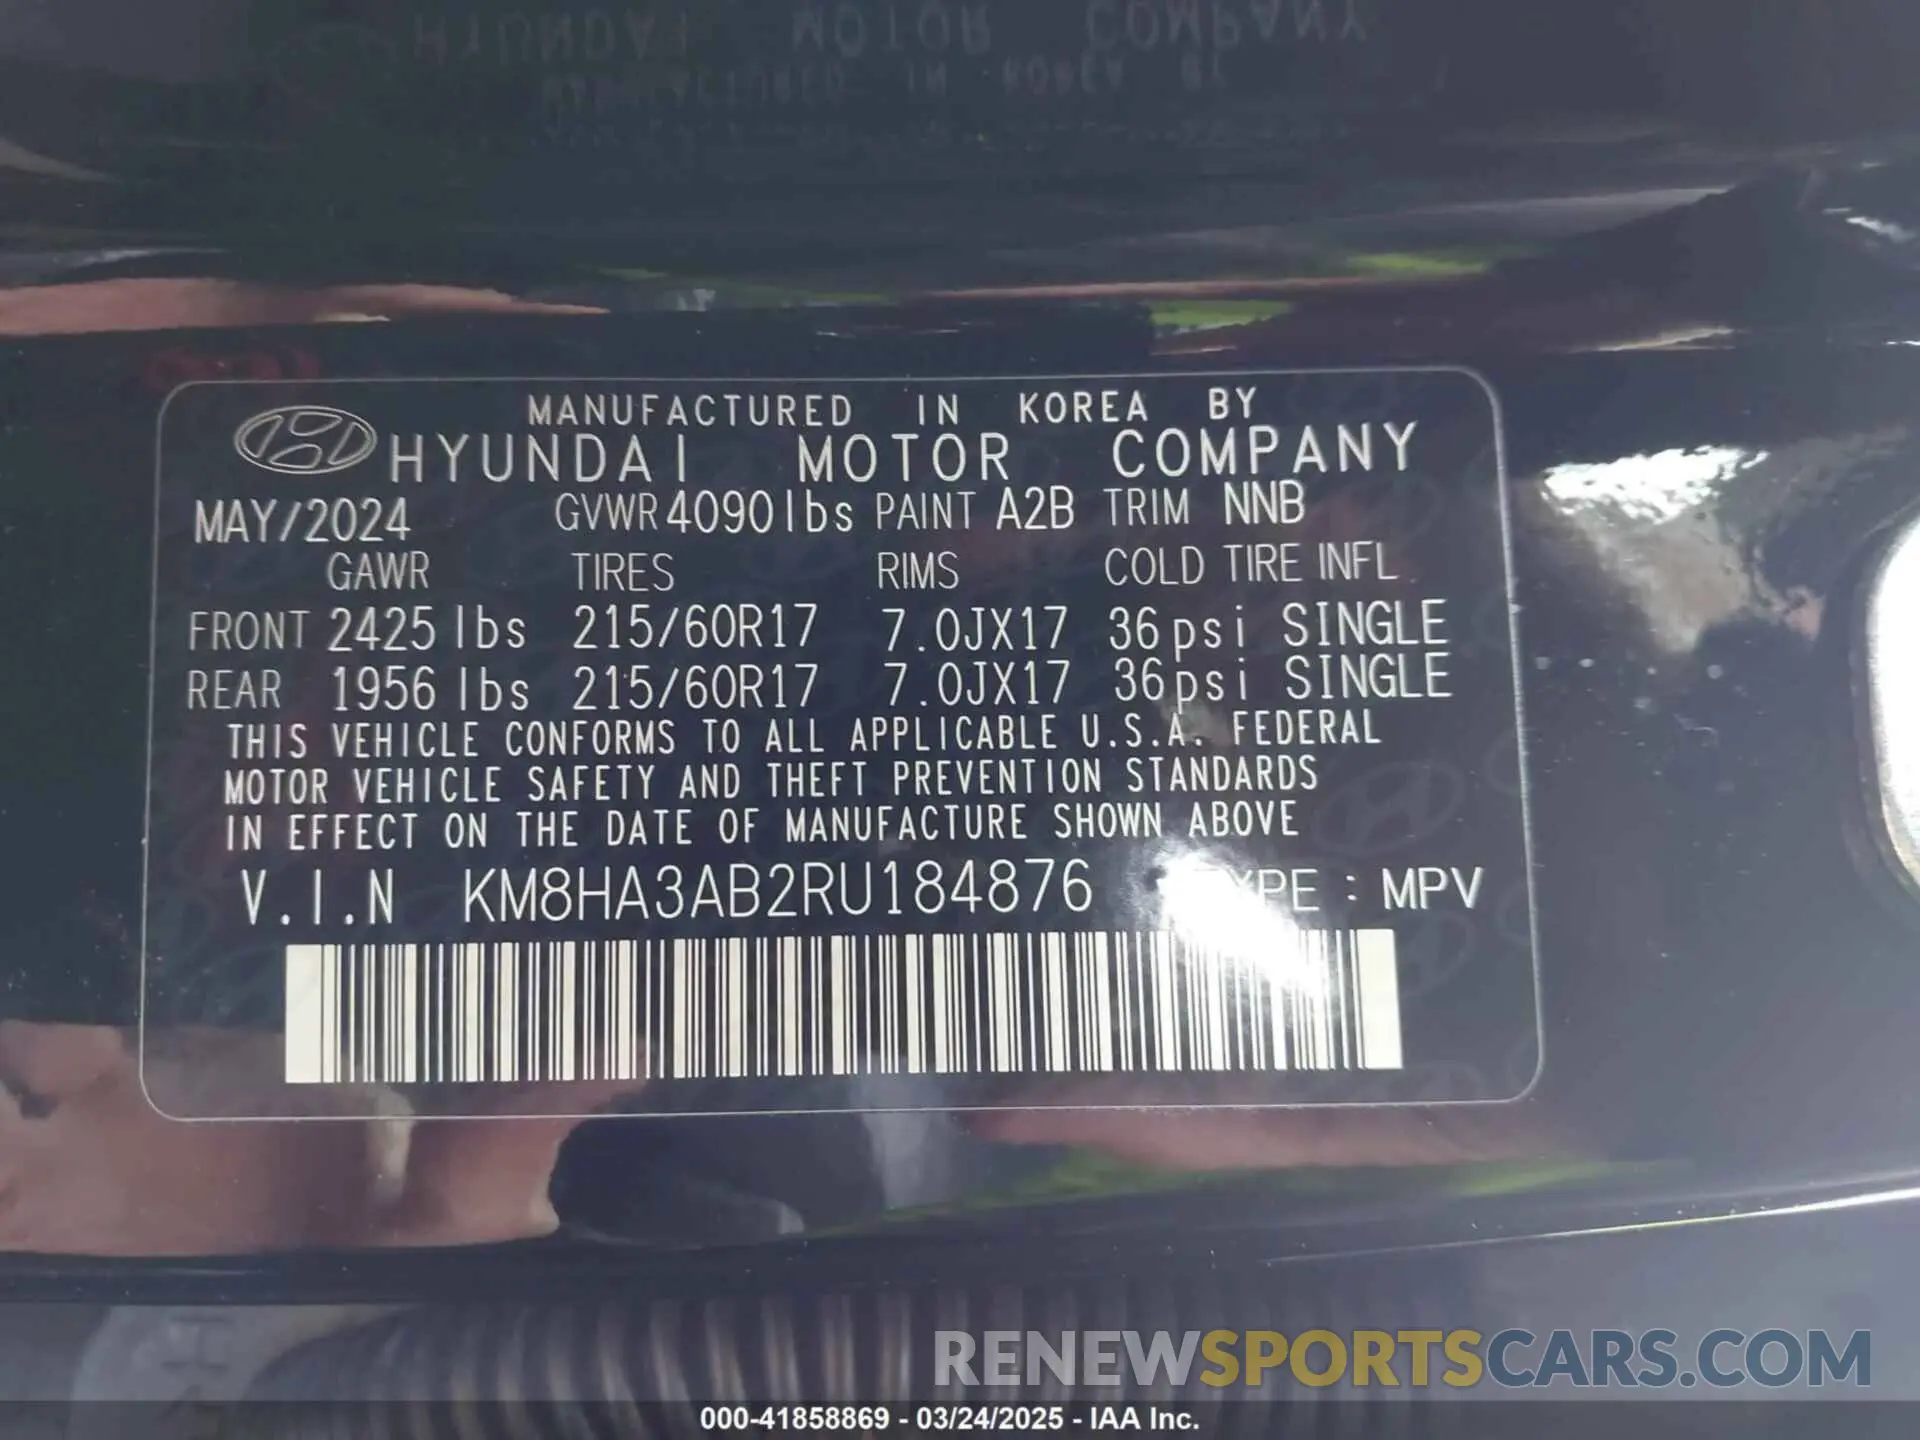 MANUFACTURED IN KOREA BY
HYUNDAI MOTOR COMPANY
MAY/2024 GVWR 4090lbs PAINT A2B TRIM NNB
GAWR TIRES RIMS COLD TIRE INFL.
FRONT 2425 lbs 215/60R17 7.0JX17 36psi SINGLE
REAR 1956 lbs 215/60R17 7.0JX17 36psi SINGLE
THIS VEHICLE CONFORMS TO ALL APPLICABLE U.S.A. FEDERAL
MOTOR VEHICLE SAFETY AND THEFT PREVENTION STANDARDS
IN EFFECT ON THE DATE OF MANUFACTURE SHOWN ABOVE
V.I.N KM8HA3AB2RU184876 TYPE : MPV
RENEWSPORTSCARS.COM
000-41858869 - 03/24/2025 - IAA Inc.